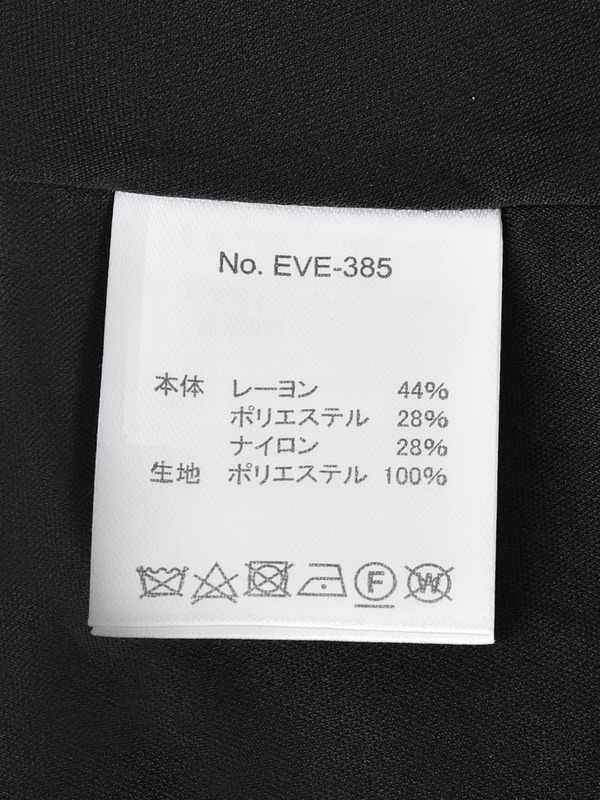 No. EVE-385
本体 レーヨン 44%
ポリエステル 28%
ナイロン 28%
生地 ポリエステル 100%
F W